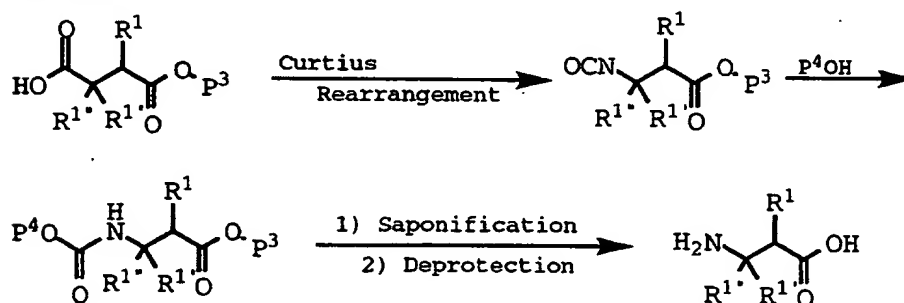 O R¹
HO O P³
R¹" R¹' O
Curtius
Rearrangement
R¹
OCN O P³
R¹" R¹' O
P⁴OH
H R¹
P⁴O N O P³
O R¹" R¹' O
1) Saponification
2) Deprotection
R¹
H₂N OH
R¹" R¹' O